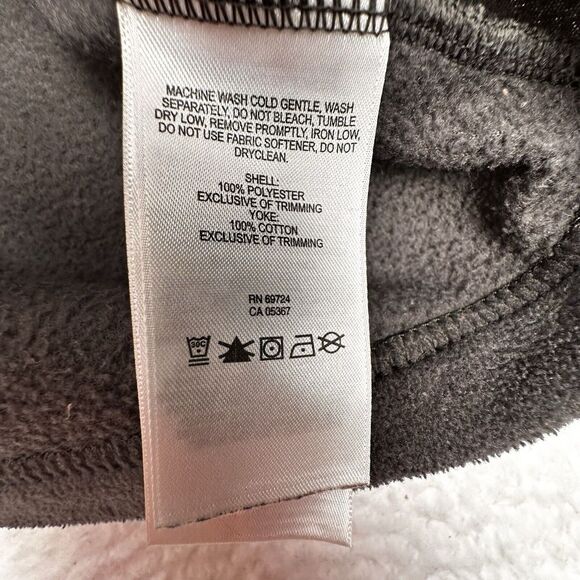 MACHINE WASH COLD GENTLE, WASH
SEPARATELY, DO NOT BLEACH, TUMBLE
DRY LOW, REMOVE PROMPTLY, IRON LOW,
DO NOT USE FABRIC SOFTENER, DO NOT
DRYCLEAN.
SHELL:
100% POLYESTER
EXCLUSIVE OF TRIMMING
YOKE:
100% COTTON
EXCLUSIVE OF TRIMMING
RN 69724
CA 05367
30C